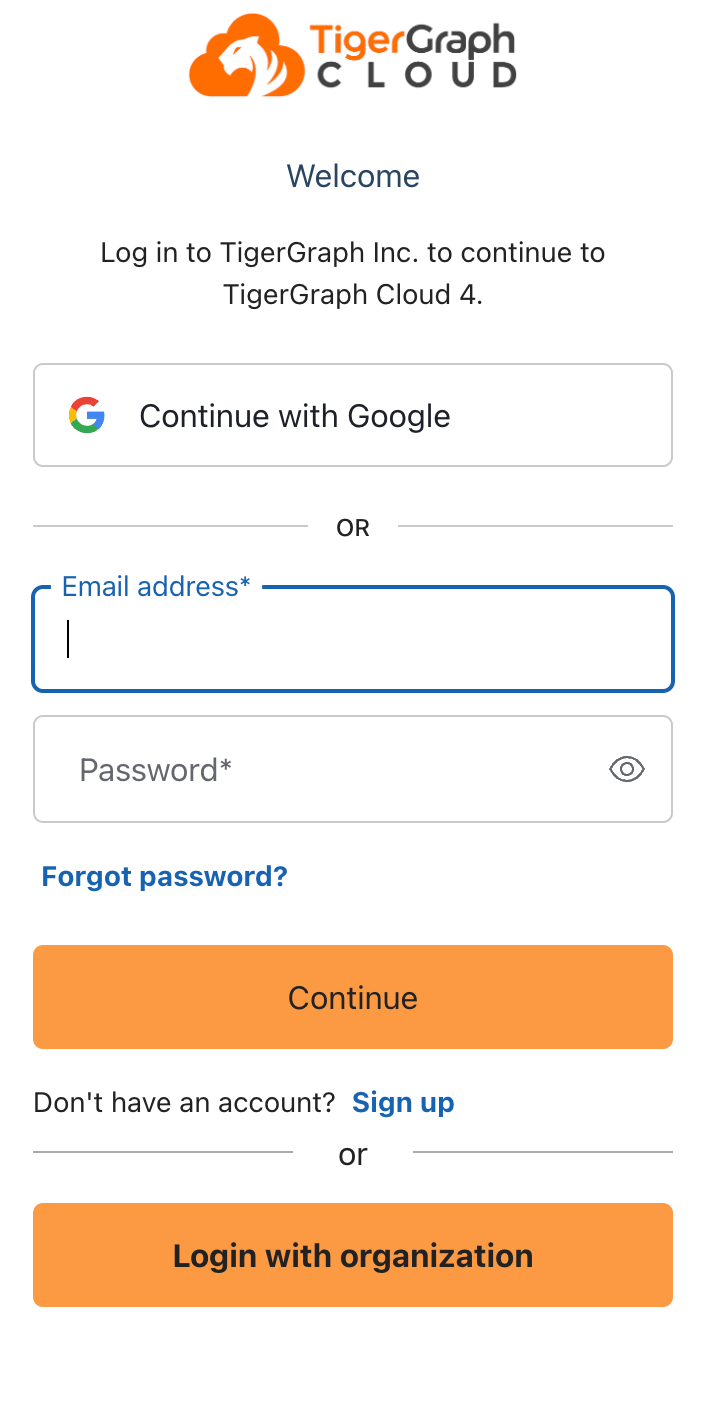 TigerGraph
CLOUD
Welcome
Log in to TigerGraph Inc. to continue to
TigerGraph Cloud 4.
Continue with Google
OR
Email address*
Password*
Forgot password?
Continue
Don't have an account? Sign up
or
Login with organization